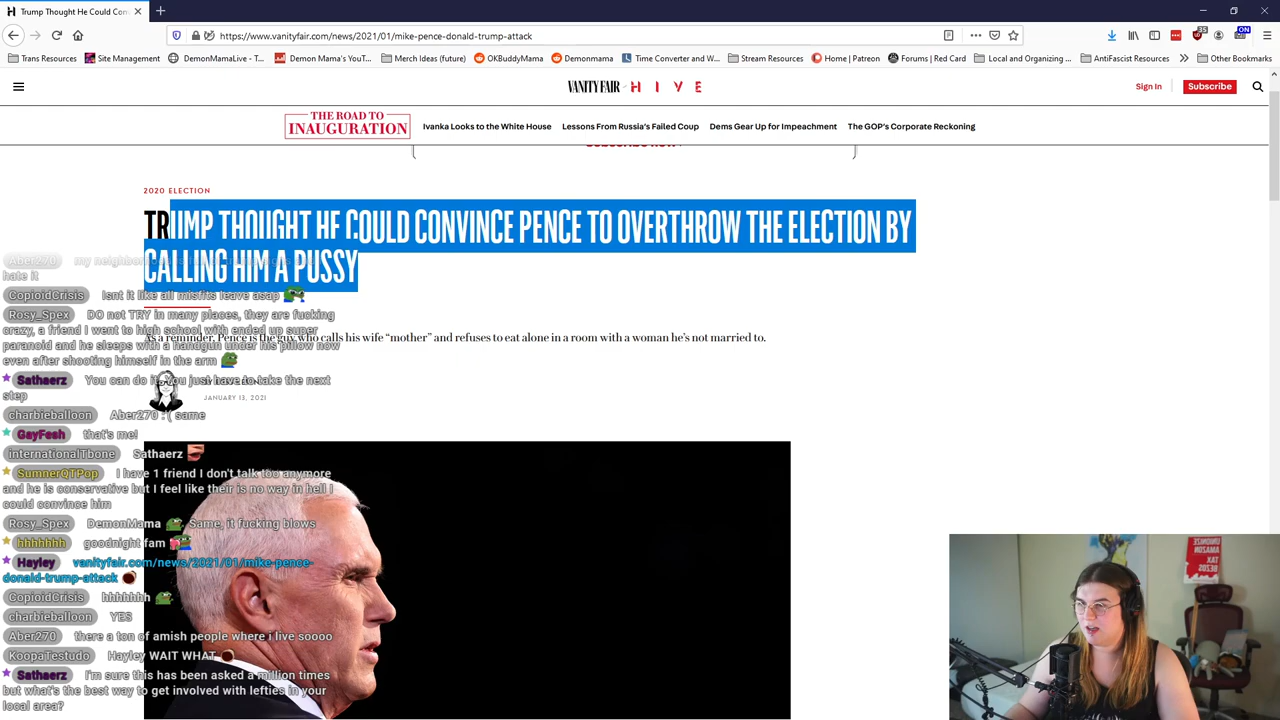 Trump Thought He Could Con
https://www.vanityfair.com/news/2021/01/mike-pence-donald-trump-attack
35
ON
Trans Resources
Site Management
DemonMamaLive - T...
Demon Mama's YouT...
Merch Ideas (future)
OKBuddyMama
Demonmama
Time Converter and W...
Stream Resources
Home | Patreon
Forums | Red Card
Local and Organizing ...
AntiFascist Resources
Other Bookmarks
VANITY FAIR HIVE
Sign In
Subscribe
THE ROAD TO
INAUGURATION
Ivanka Looks to the White House
Lessons From Russia's Failed Coup
Dems Gear Up for Impeachment
The GOP's Corporate Reckoning
2020 ELECTION
TRUMP THOUGHT HE COULD CONVINCE PENCE TO OVERTHROW THE ELECTION BY
CALLING HIM A PUSSY
As a reminder, Pence is the guy who calls his wife “mother” and refuses to eat alone in a room with a woman he's not married to.
JANUARY 13, 2021
Aber270 my
hate it
CopioidCrisis Isnt it like all misfits leave asap
Rosy_Spex DO not TRY in many places, they are fucking
crazy, a friend I went to high school with ended up super
paranoid and he sleeps with a handgun under his pillow now
even after shooting himself in the arm
Sathaerz You can do it! You just have to take the next
step
charbieballoon Aber270 :( same
GayFesh that's me!
internationalTbone Sathaerz
SumnerQTPop I have 1 friend I don't talk too anymore
and he is conservative but I feel like their is no way in hell I
could convince him
Rosy_Spex DemonMama Same, it fucking blows
hhhhhhh goodnight fam
Hayley vanityfair.com/news/2021/01/mike-pence-
donald-trump-attack
CopioidCrisis hhhhhhh
charbieballoon YES
Aber270 there a ton of amish people where i live soooo
KoopaTestudo Hayley WAIT WHAT
Sathaerz I'm sure this has been asked a million times
but what's the best way to get involved with lefties in your
local area?
UNIONIZE
AMAZON
TAX
BEZOS